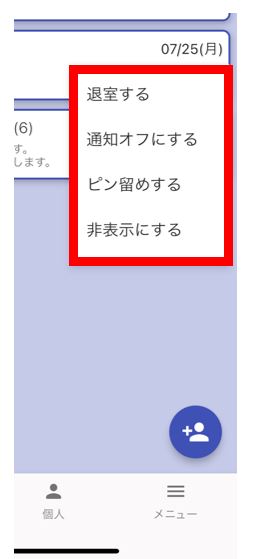 07/25(月)
退室する
(6)
通知オフにする
す。
します。
ピン留めする
非表示にする
個人
メニュー